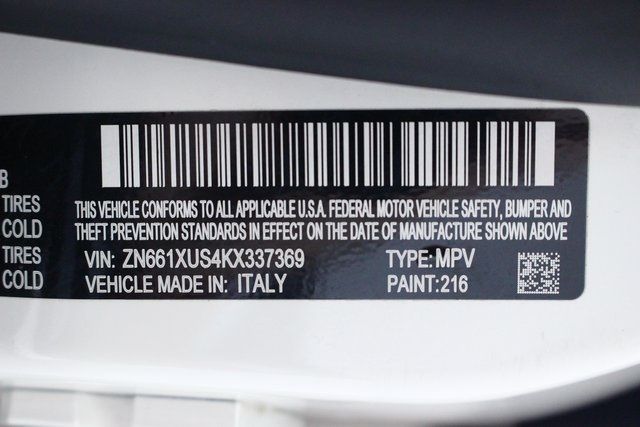 B
TIRES
COLD
TIRES
COLD
THIS VEHICLE CONFORMS TO ALL APPLICABLE U.S.A. FEDERAL MOTOR VEHICLE SAFETY, BUMPER AND
THEFT PREVENTION STANDARDS IN EFFECT ON THE DATE OF MANUFACTURE SHOWN ABOVE
VIN: ZN661XUS4KX337369 TYPE: MPV
VEHICLE MADE IN: ITALY PAINT: 216